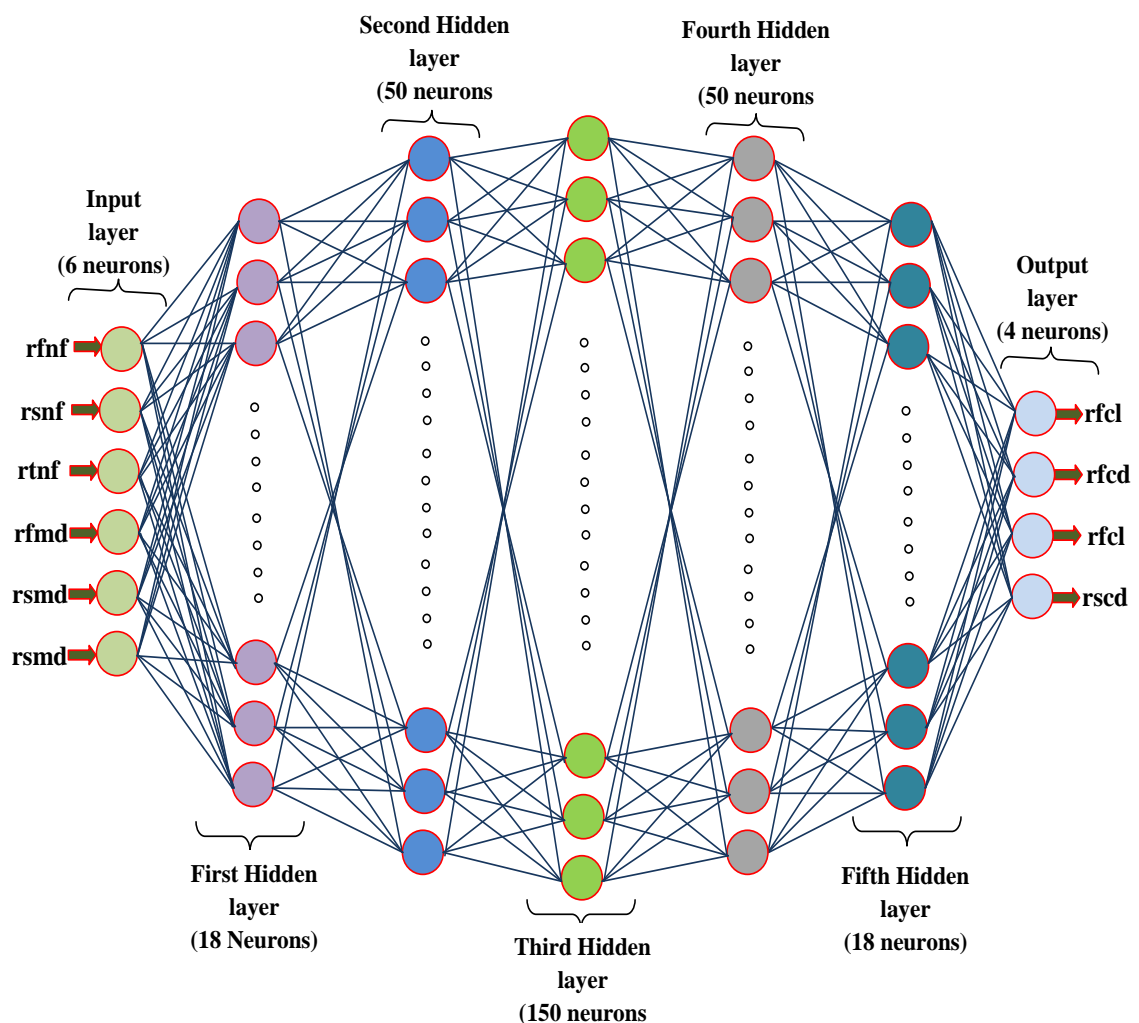 Second Hidden
layer
(50 neurons
Fourth Hidden
layer
(50 neurons
Input
layer
(6 neurons)
Output
layer
(4 neurons)
rfnf
rsnf
rtnf
rfmd
rsmd
rsmd
rfcl
rfcd
rfcl
rscd
First Hidden
layer
(18 Neurons)
Third Hidden
layer
(150 neurons
Fifth Hidden
layer
(18 neurons)